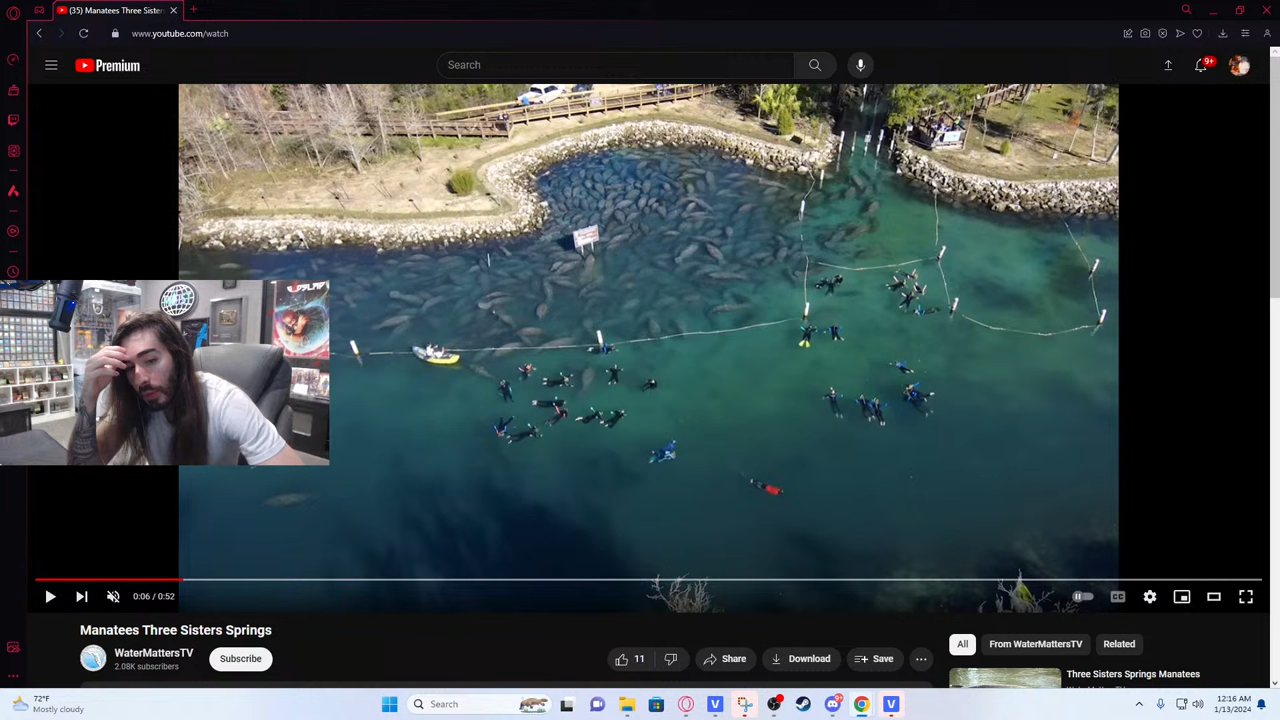 (35) Manatees Three Sisters
www.youtube.com/watch
Premium
Search
9+
0:06 / 0:52
CC
Manatees Three Sisters Springs
WaterMattersTV
2.08K subscribers
Subscribe
11
Share
Download
Save
All
From WaterMattersTV
Related
Three Sisters Springs Manatees
72°F
Mostly cloudy
Search
12:16 AM
1/13/2024